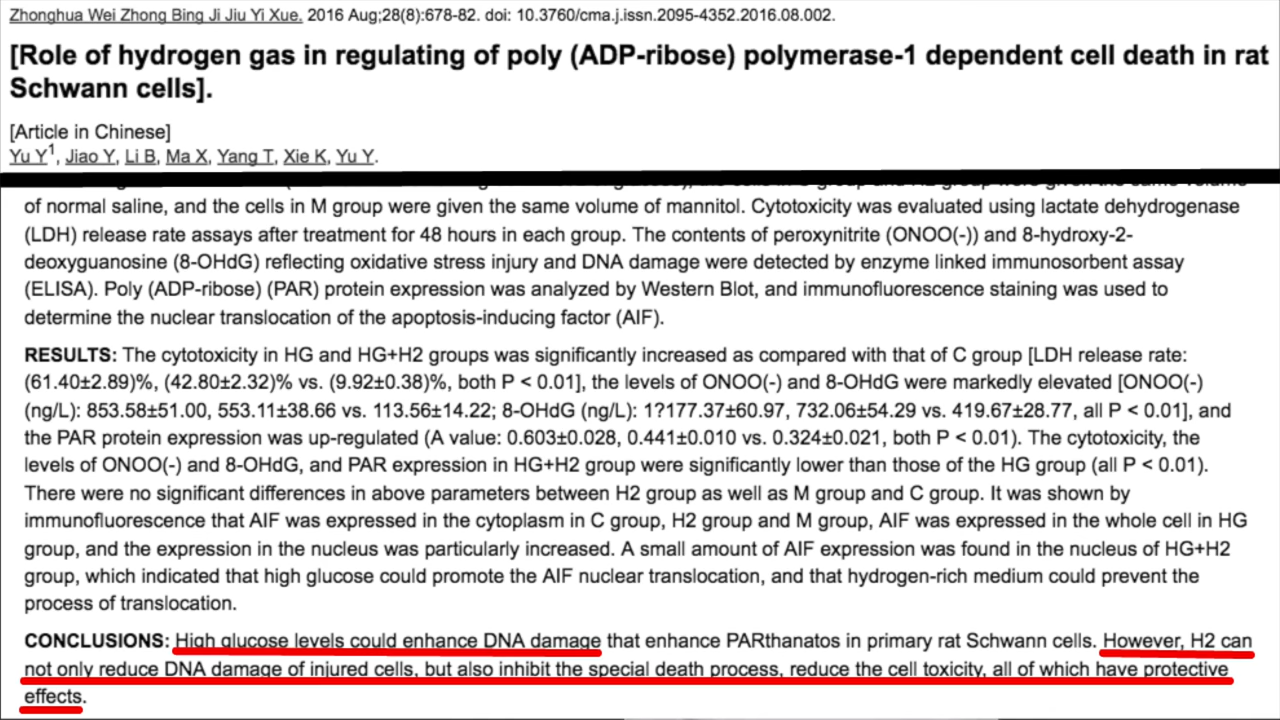 Zhonghua Wei Zhong Bing Ji Jiu Yi Xue. 2016 Aug;28(8):678-82. doi: 10.3760/cma.j.issn.2095-4352.2016.08.002.
[Role of hydrogen gas in regulating of poly (ADP-ribose) polymerase-1 dependent cell death in rat
Schwann cells].
[Article in Chinese]
Yu Y1, Jiao Y, Li B, Ma X, Yang T, Xie K, Yu Y.
of normal saline, and the cells in M group were given the same volume of mannitol. Cytotoxicity was evaluated using lactate dehydrogenase
(LDH) release rate assays after treatment for 48 hours in each group. The contents of peroxynitrite (ONOO(-)) and 8-hydroxy-2-
deoxyguanosine (8-OHdG) reflecting oxidative stress injury and DNA damage were detected by enzyme linked immunosorbent assay
(ELISA). Poly (ADP-ribose) (PAR) protein expression was analyzed by Western Blot, and immunofluorescence staining was used to
determine the nuclear translocation of the apoptosis-inducing factor (AIF).
RESULTS: The cytotoxicity in HG and HG+H2 groups was significantly increased as compared with that of C group [LDH release rate:
(61.40±2.89)%, (42.80±2.32)% vs. (9.92±0.38)%, both P < 0.01], the levels of ONOO(-) and 8-OHdG were markedly elevated [ONOO(-)
(ng/L): 853.58±51.00, 553.11±38.66 vs. 113.56±14.22; 8-OHdG (ng/L): 1?177.37±60.97, 732.06±54.29 vs. 419.67±28.77, all P < 0.01], and
the PAR protein expression was up-regulated (A value: 0.603±0.028, 0.441±0.010 vs. 0.324±0.021, both P < 0.01). The cytotoxicity, the
levels of ONOO(-) and 8-OHdG, and PAR expression in HG+H2 group were significantly lower than those of the HG group (all P < 0.01).
There were no significant differences in above parameters between H2 group as well as M group and C group. It was shown by
immunofluorescence that AIF was expressed in the cytoplasm in C group, H2 group and M group, AIF was expressed in the whole cell in HG
group, and the expression in the nucleus was particularly increased. A small amount of AIF expression was found in the nucleus of HG+H2
group, which indicated that high glucose could promote the AIF nuclear translocation, and that hydrogen-rich medium could prevent the
process of translocation.
CONCLUSIONS: High glucose levels could enhance DNA damage that enhance PARthanatos in primary rat Schwann cells. However, H2 can
not only reduce DNA damage of injured cells, but also inhibit the special death process, reduce the cell toxicity, all of which have protective
effects.